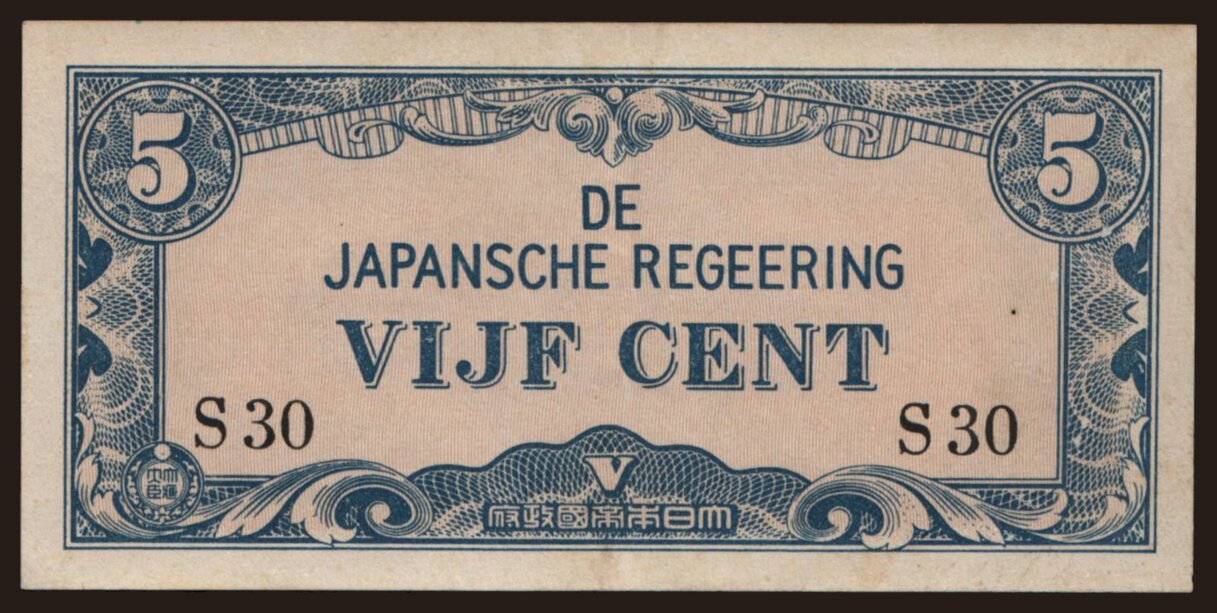 5 5
DE
JAPANSCHE REGEERING
VIJF CENT
S 30 S 30
V
府政國帝本日大